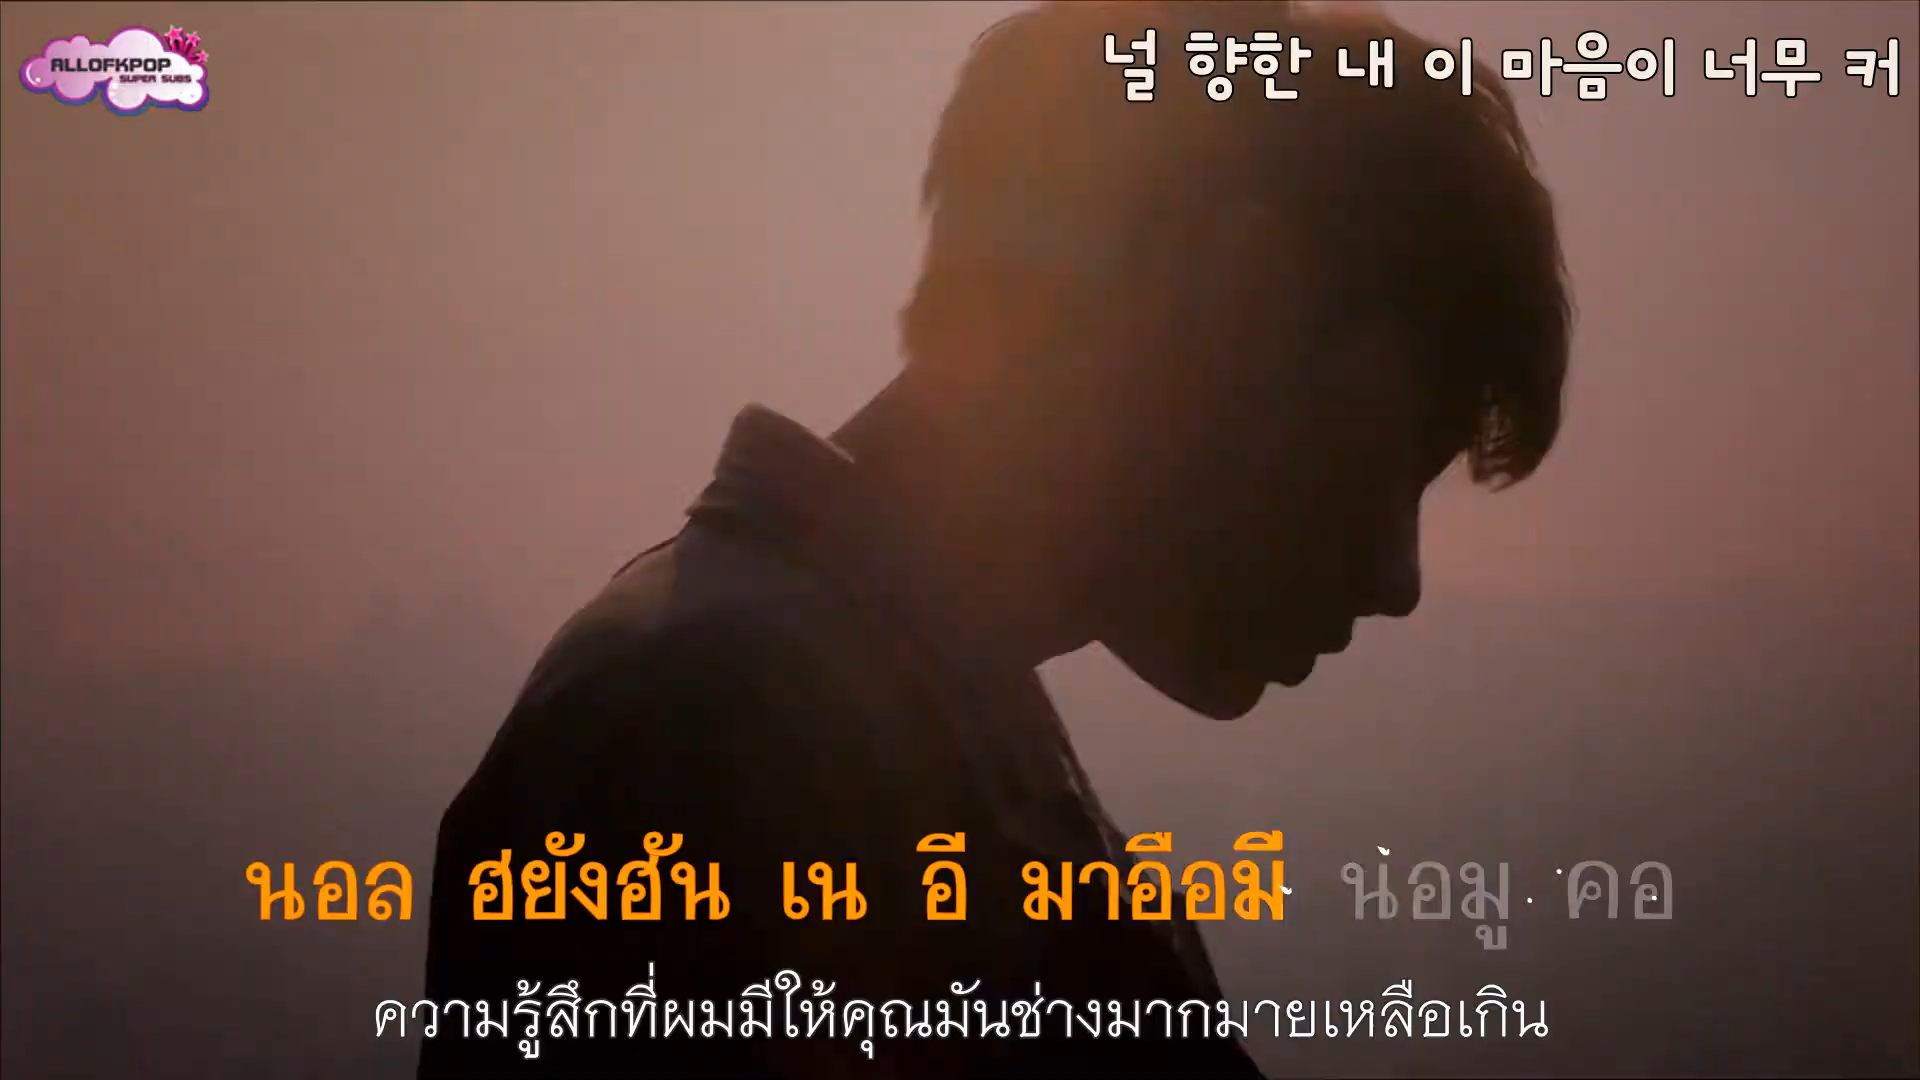 ALLOFKPOP
SUPER SUBS
널 향한 내 이 마음이 너무 커
นอล ฮยังฮัน เน อี มาอือมี น่อมู คอ
ความรู้สึกที่ผมมีให้คุณมันช่างมากมายเหลือเกิน